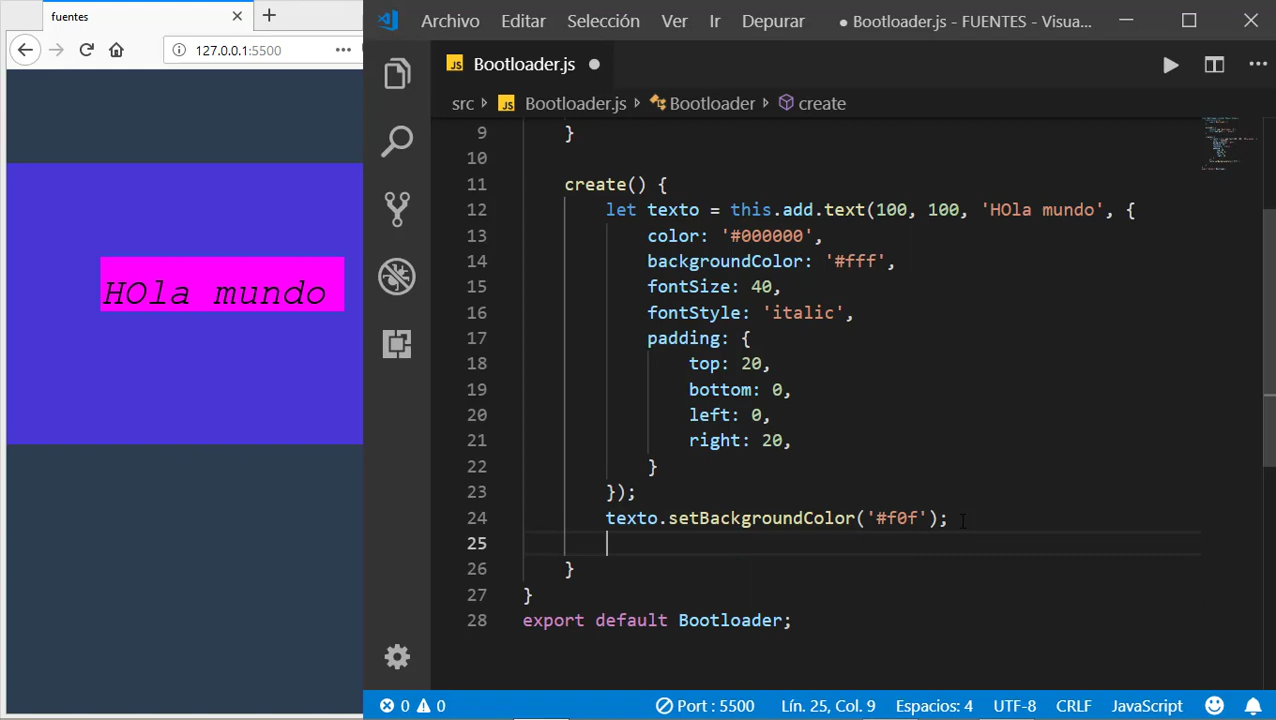 fuentes
127.0.0.1:5500
HOla mundo
Archivo Editar Selección Ver Ir Depurar
● Bootloader.js - FUENTES - Visua...
JS Bootloader.js
src JS Bootloader.js Bootloader create
9 }
10
11 create() {
12 let texto = this.add.text(100, 100, 'HOla mundo', {
13 color: '#000000',
14 backgroundColor: '#fff',
15 fontSize: 40,
16 fontStyle: 'italic',
17 padding: {
18 top: 20,
19 bottom: 0,
20 left: 0,
21 right: 20,
22 }
23 });
24 texto.setBackgroundColor('#f0f');
25
26 }
27 }
28 export default Bootloader;
0 0 Port : 5500 Lín. 25, Col. 9 Espacios: 4 UTF-8 CRLF JavaScript